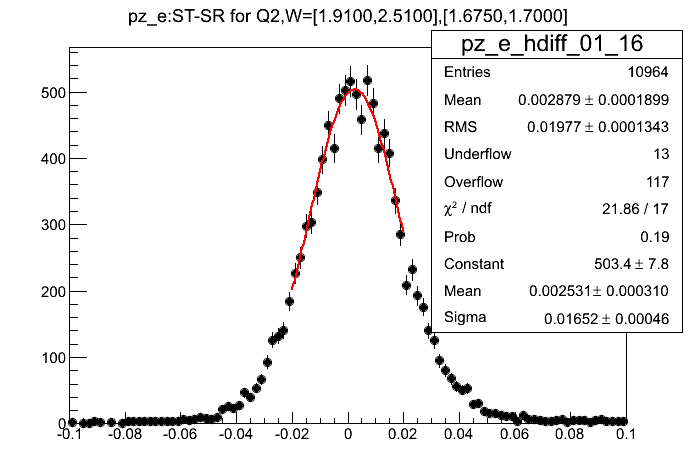 pz_e:ST-SR for Q2,W=[1.9100,2.5100],[1.6750,1.7000]
pz_e_hdiff_01_16
Entries 10964
Mean 0.002879 ± 0.0001899
RMS 0.01977 ± 0.0001343
Underflow 13
Overflow 117
χ² / ndf 21.86 / 17
Prob 0.19
Constant 503.4 ± 7.8
Mean 0.002531 ± 0.000310
Sigma 0.01652 ± 0.00046
500
400
300
200
100
0
-0.1 -0.08 -0.06 -0.04 -0.02 0 0.02 0.04 0.06 0.08 0.1